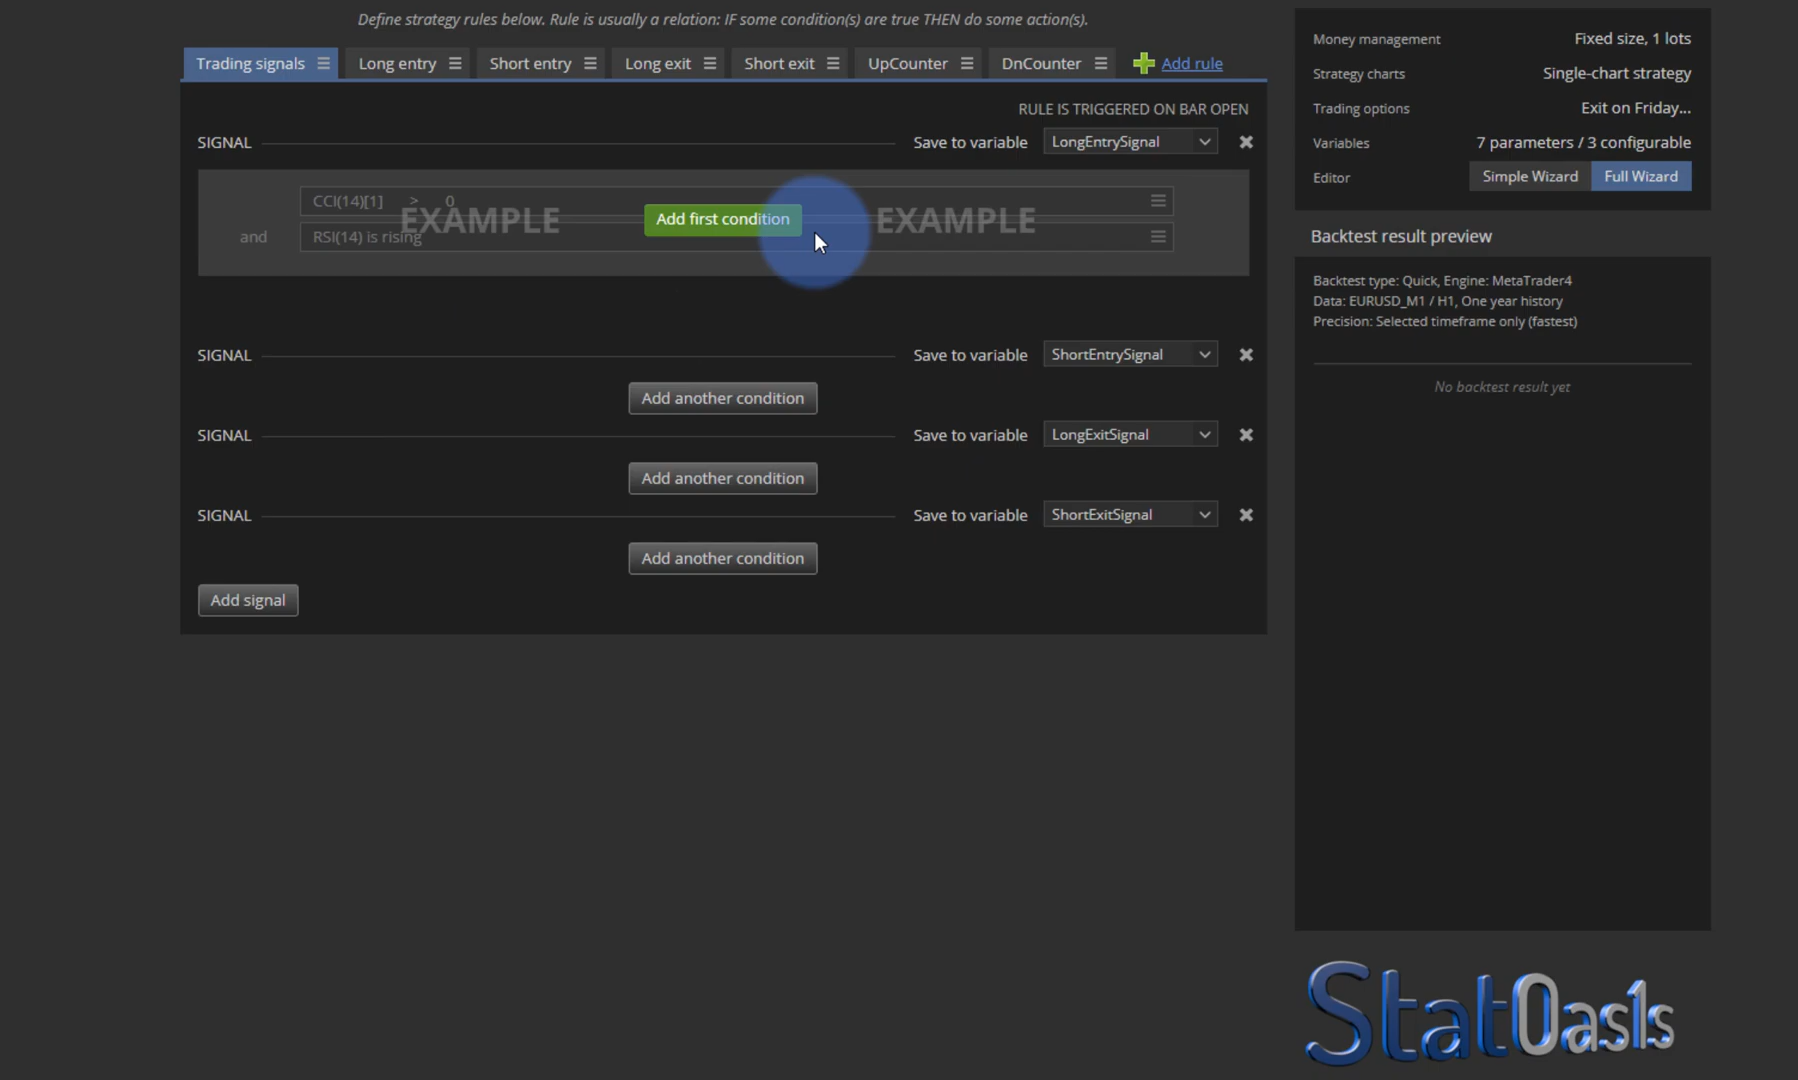 Define strategy rules below. Rule is usually a relation: IF some condition(s) are true THEN do some action(s).
Trading signals
Long entry
Short entry
Long exit
Short exit
UpCounter
DnCounter
Add rule
RULE IS TRIGGERED ON BAR OPEN
SIGNAL
Save to variable
LongEntrySignal
CCI(14)[1] > 0
EXAMPLE
Add first condition
EXAMPLE
and
RSI(14) is rising
SIGNAL
Save to variable
ShortEntrySignal
Add another condition
SIGNAL
Save to variable
LongExitSignal
Add another condition
SIGNAL
Save to variable
ShortExitSignal
Add another condition
Add signal
Money management
Fixed size, 1 lots
Strategy charts
Single-chart strategy
Trading options
Exit on Friday...
Variables
7 parameters / 3 configurable
Editor
Simple Wizard
Full Wizard
Backtest result preview
Backtest type: Quick, Engine: MetaTrader4
Data: EURUSD_M1 / H1, One year history
Precision: Selected timeframe only (fastest)
No backtest result yet
StatOas1s